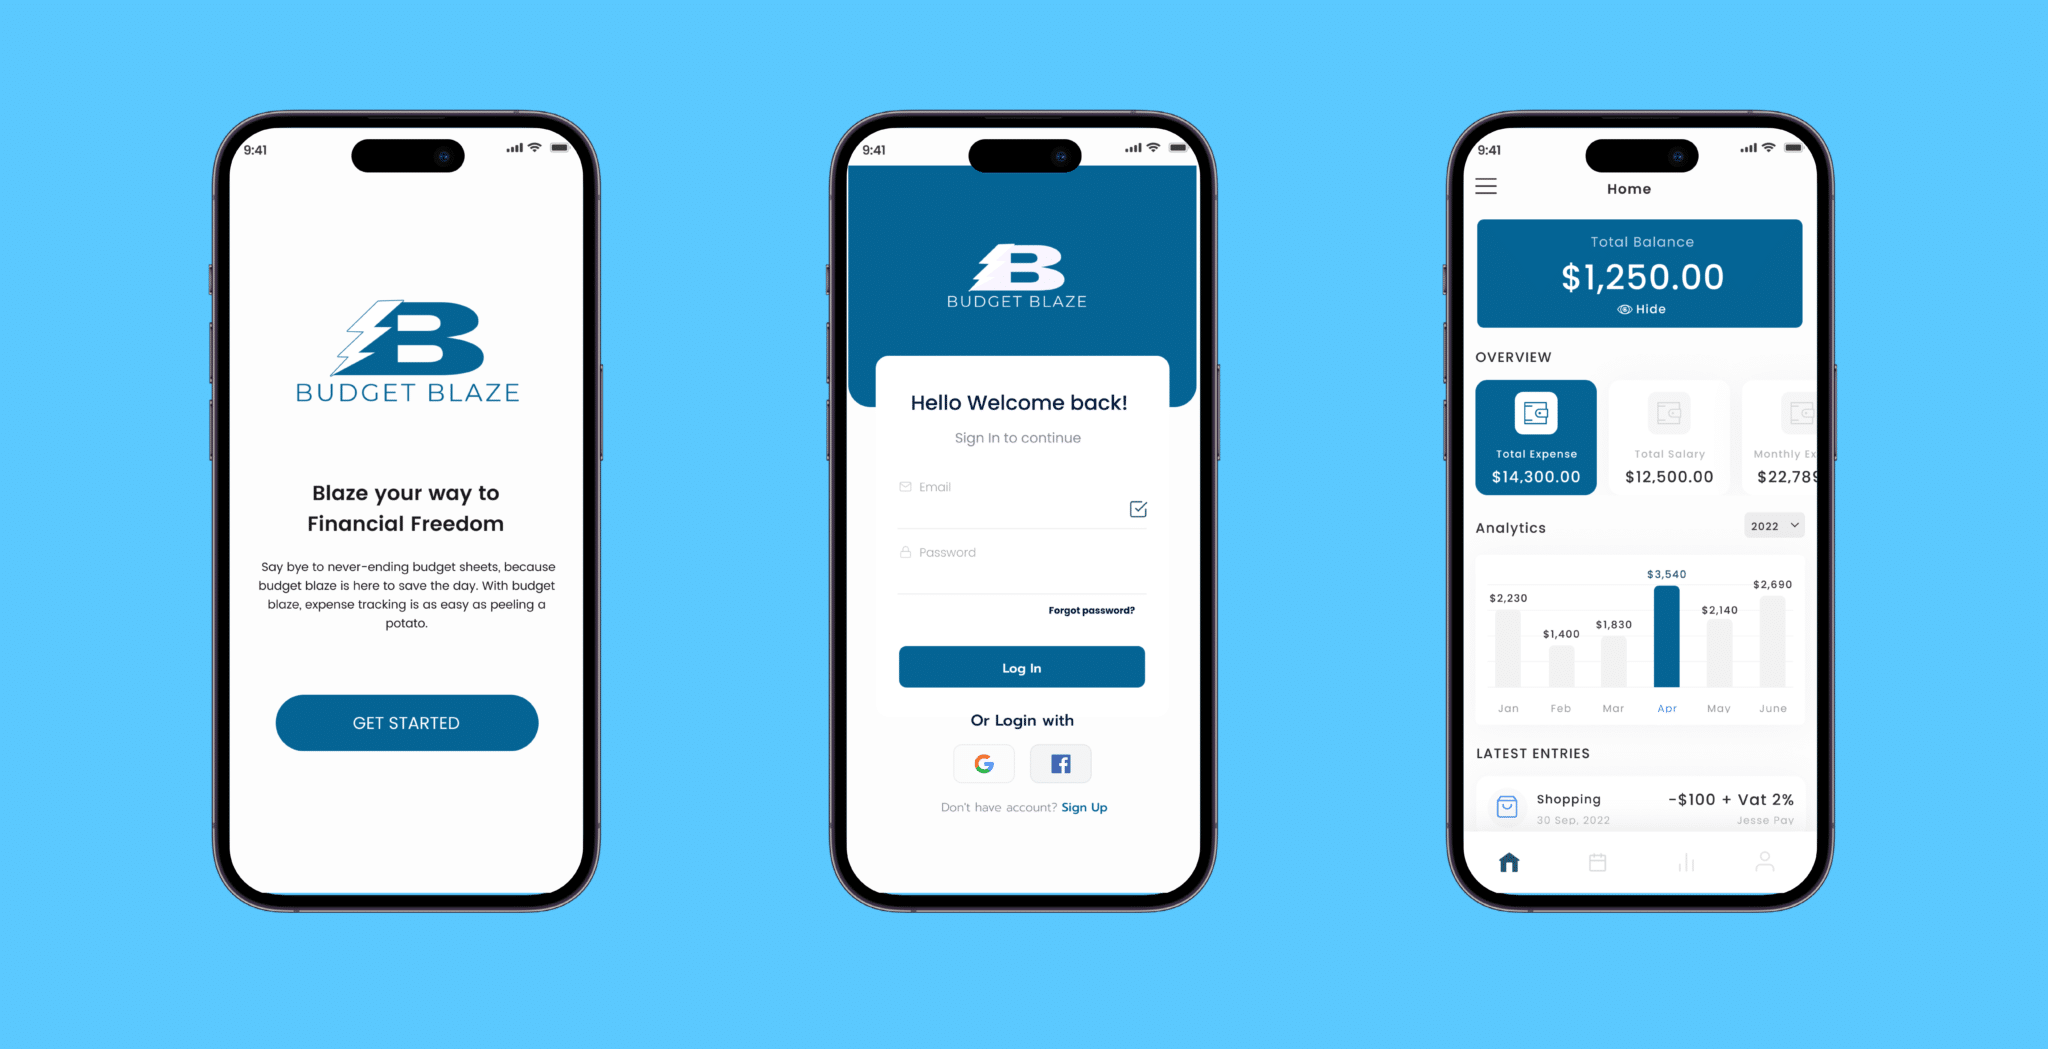 9:41
BUDGET BLAZE
Blaze your way to
Financial Freedom
Say bye to never-ending budget sheets, because
budget blaze is here to save the day. With budget
blaze, expense tracking is as easy as peeling a
potato.
GET STARTED
9:41
BUDGET BLAZE
Hello Welcome back!
Sign In to continue
Email
Password
Forgot password?
Log In
Or Login with
Don't have account? Sign Up
9:41
Home
Total Balance
$1,250.00
Hide
OVERVIEW
Total Expense
$14,300.00
Total Salary
$12,500.00
Monthly Ex
$22,789
Analytics
2022
$2,230
$1,400
$1,830
$3,540
$2,140
$2,690
Jan Feb Mar Apr May June
LATEST ENTRIES
Shopping -$100 + Vat 2%
30 Sep, 2022 Jesse Pay